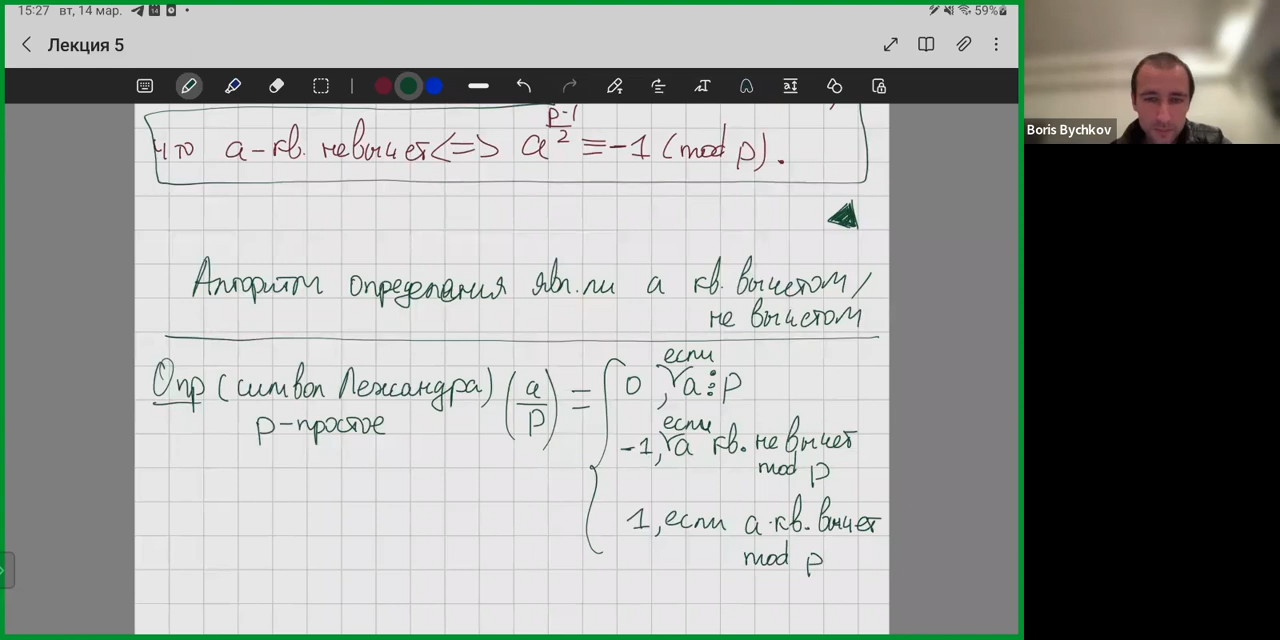 15:27 вт, 14 мар.
59%
Лекция 5
Boris Bychkov
что a-кв. невычет <=> a^{\frac{p-1}{2}} ≡ -1 (mod p).
Алгоритм определения явл. ли a кв. вычетом /
не вычетом
Опр (символ Лежандра) (\frac{a}{p}) = { 0, если a ⋮ p
p-простое
-1, если a кв. невычет
mod p
1, если a кв. вычет
mod p